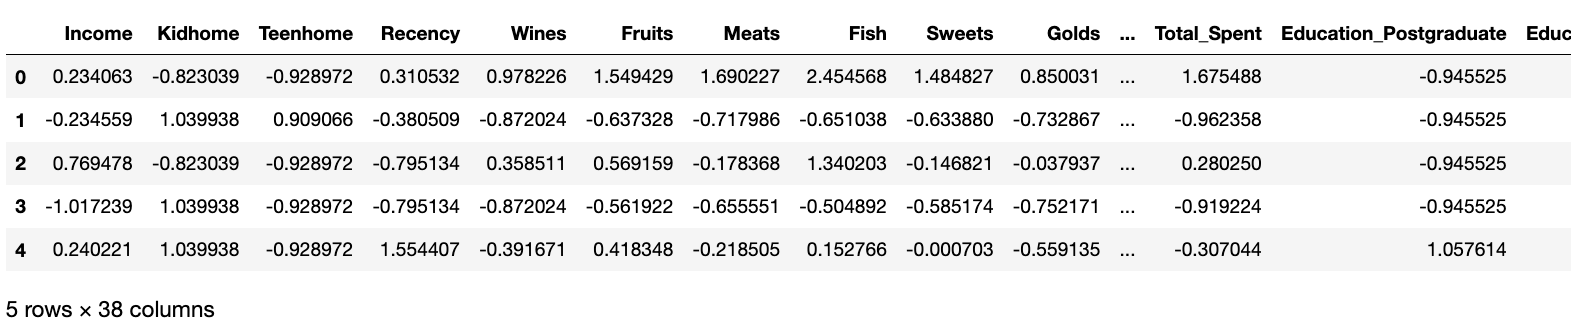 Income Kidhome Teenhome Recency Wines Fruits Meats Fish Sweets Golds ... Total_Spent Education_Postgraduate Educ
0 0.234063 -0.823039 -0.928972 0.310532 0.978226 1.549429 1.690227 2.454568 1.484827 0.850031 ... 1.675488 -0.945525
1 -0.234559 1.039938 0.909066 -0.380509 -0.872024 -0.637328 -0.717986 -0.651038 -0.633880 -0.732867 ... -0.962358 -0.945525
2 0.769478 -0.823039 -0.928972 -0.795134 0.358511 0.569159 -0.178368 1.340203 -0.146821 -0.037937 ... 0.280250 -0.945525
3 -1.017239 1.039938 -0.928972 -0.795134 -0.872024 -0.561922 -0.655551 -0.504892 -0.585174 -0.752171 ... -0.919224 -0.945525
4 0.240221 1.039938 -0.928972 1.554407 -0.391671 0.418348 -0.218505 0.152766 -0.000703 -0.559135 ... -0.307044 1.057614
5 rows × 38 columns